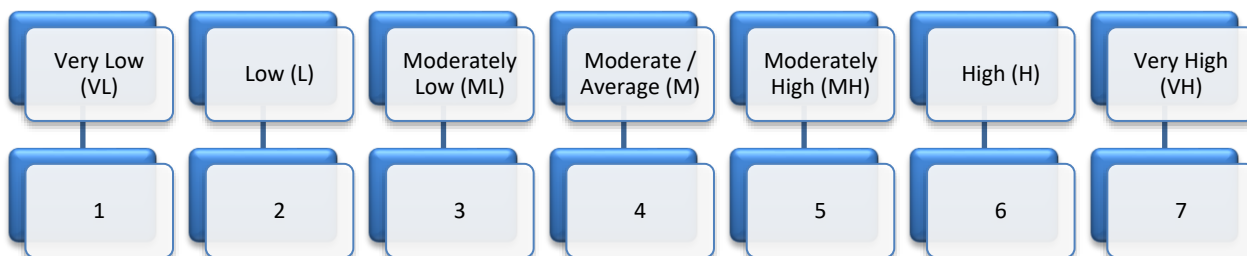 Very Low
(VL)
Low (L)
Moderately
Low (ML)
Moderate /
Average (M)
Moderately
High (MH)
High (H)
Very High
(VH)
1
2
3
4
5
6
7